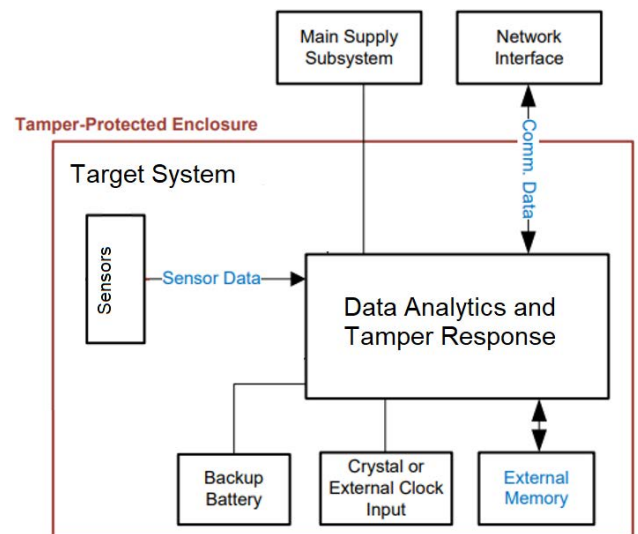 Main Supply
Subsystem
Network
Interface
Tamper-Protected Enclosure
Comm. Data
Target System
Sensors
Sensor Data
Data Analytics and
Tamper Response
Backup
Battery
Crystal or
External Clock
Input
External
Memory